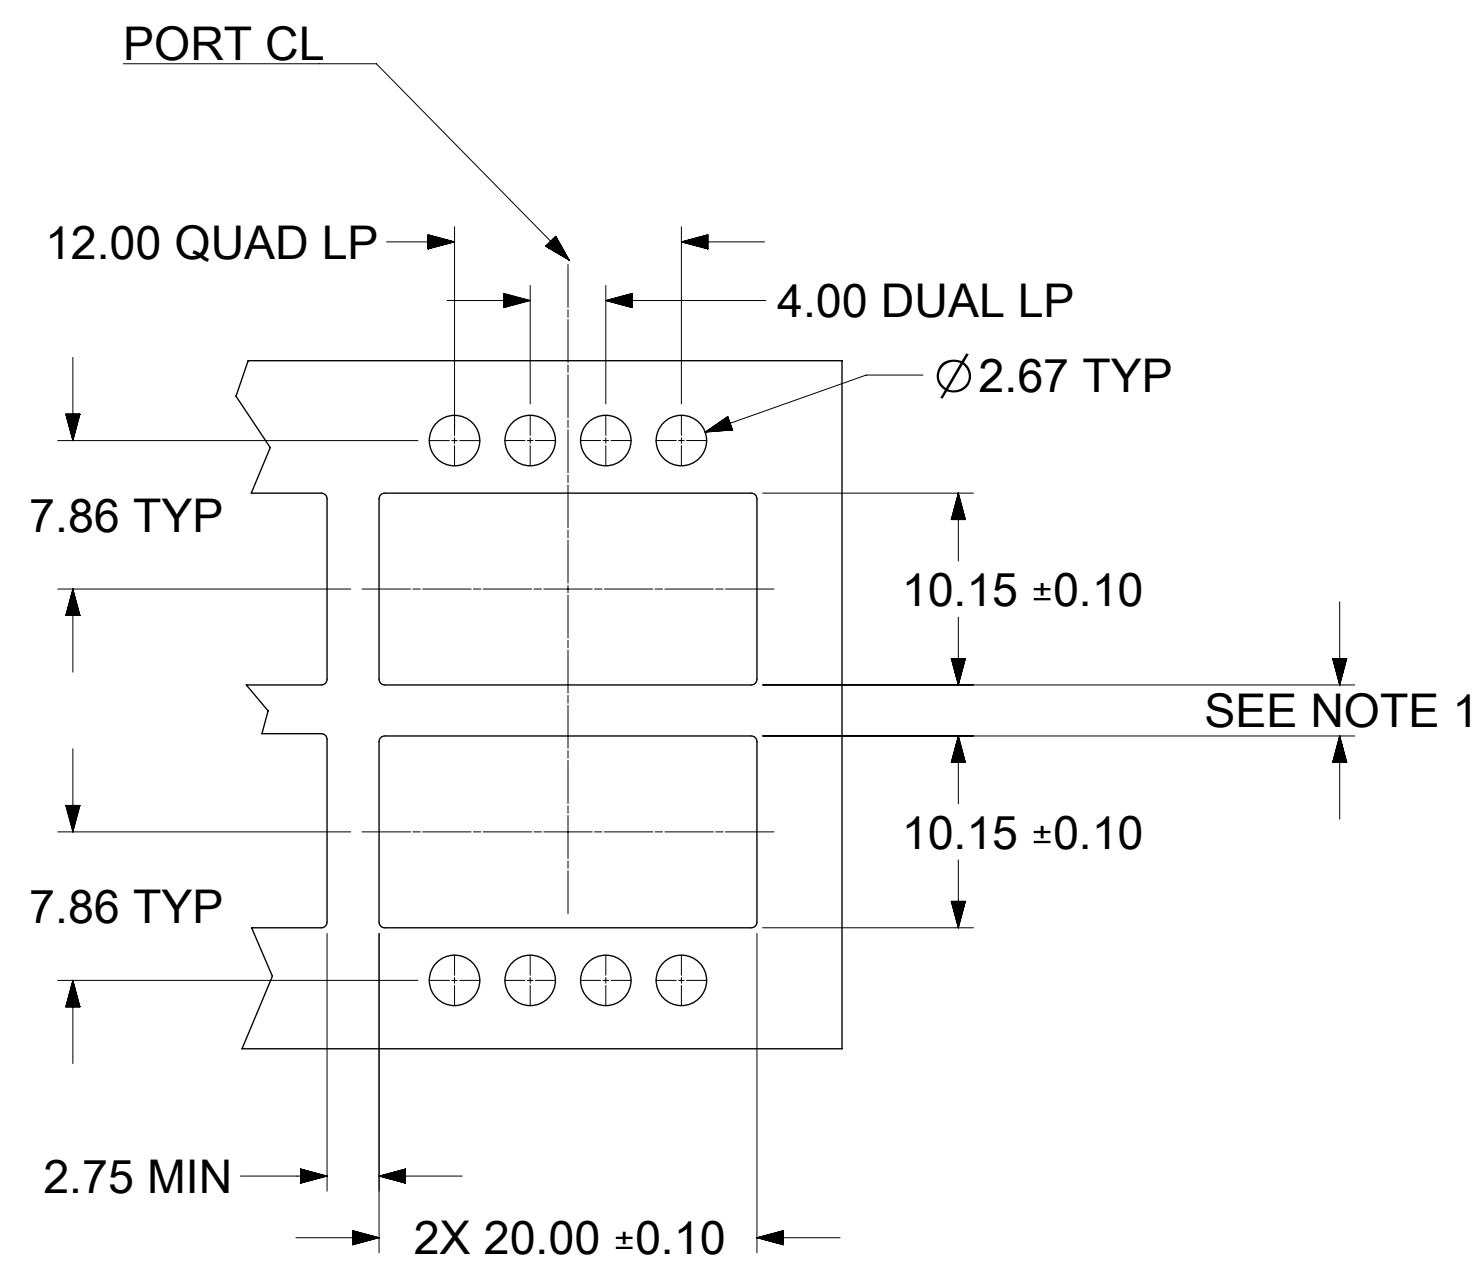 PORT CL
12.00 QUAD LP
4.00 DUAL LP
∅2.67 TYP
7.86 TYP
10.15 ±0.10
SEE NOTE 1
10.15 ±0.10
7.86 TYP
2.75 MIN
2X 20.00 ±0.10